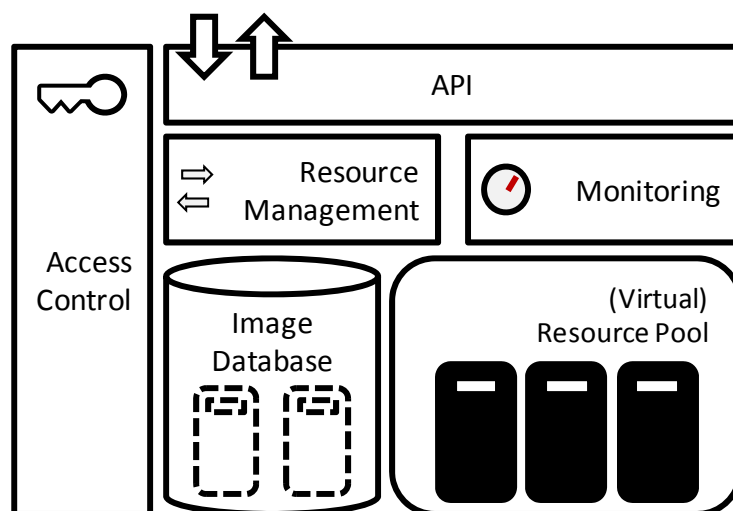 API
Resource
Management
Monitoring
Access
Control
Image
Database
(Virtual)
Resource Pool